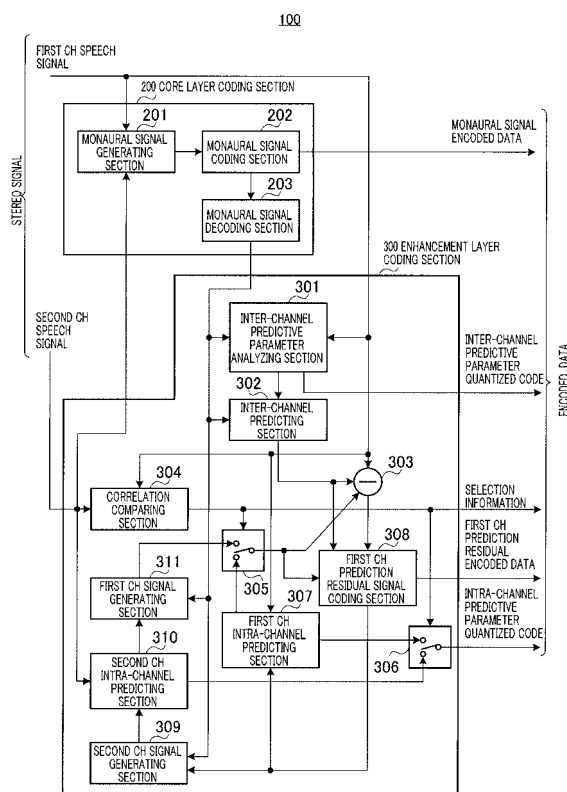 100
FIRST CH SPEECH
SIGNAL
200 CORE LAYER CODING SECTION
201
MONAURAL SIGNAL
GENERATING
SECTION
202
MONAURAL SIGNAL
CODING SECTION
203
MONAURAL SIGNAL
DECODING SECTION
MONAURAL SIGNAL
ENCODED DATA
STEREO SIGNAL
300 ENHANCEMENT LAYER
CODING SECTION
SECOND CH
SPEECH
SIGNAL
301
INTER-CHANNEL
PREDICTIVE
PARAMETER
ANALYZING SECTION
302
INTER-CHANNEL
PREDICTING
SECTION
INTER-CHANNEL
PREDICTIVE
PARAMETER
QUANTIZED CODE
ENCODED DATA
303
304
CORRELATION
COMPARING
SECTION
SELECTION
INFORMATION
305
308
FIRST CH
PREDICTION
RESIDUAL SIGNAL
CODING SECTION
FIRST CH
PREDICTION
RESIDUAL
ENCODED DATA
311
FIRST CH SIGNAL
GENERATING
SECTION
307
FIRST CH
INTRA-CHANNEL
PREDICTING
SECTION
306
INTRA-CHANNEL
PREDICTIVE
PARAMETER
QUANTIZED CODE
310
SECOND CH
INTRA-CHANNEL
PREDICTING
SECTION
309
SECOND CH SIGNAL
GENERATING
SECTION